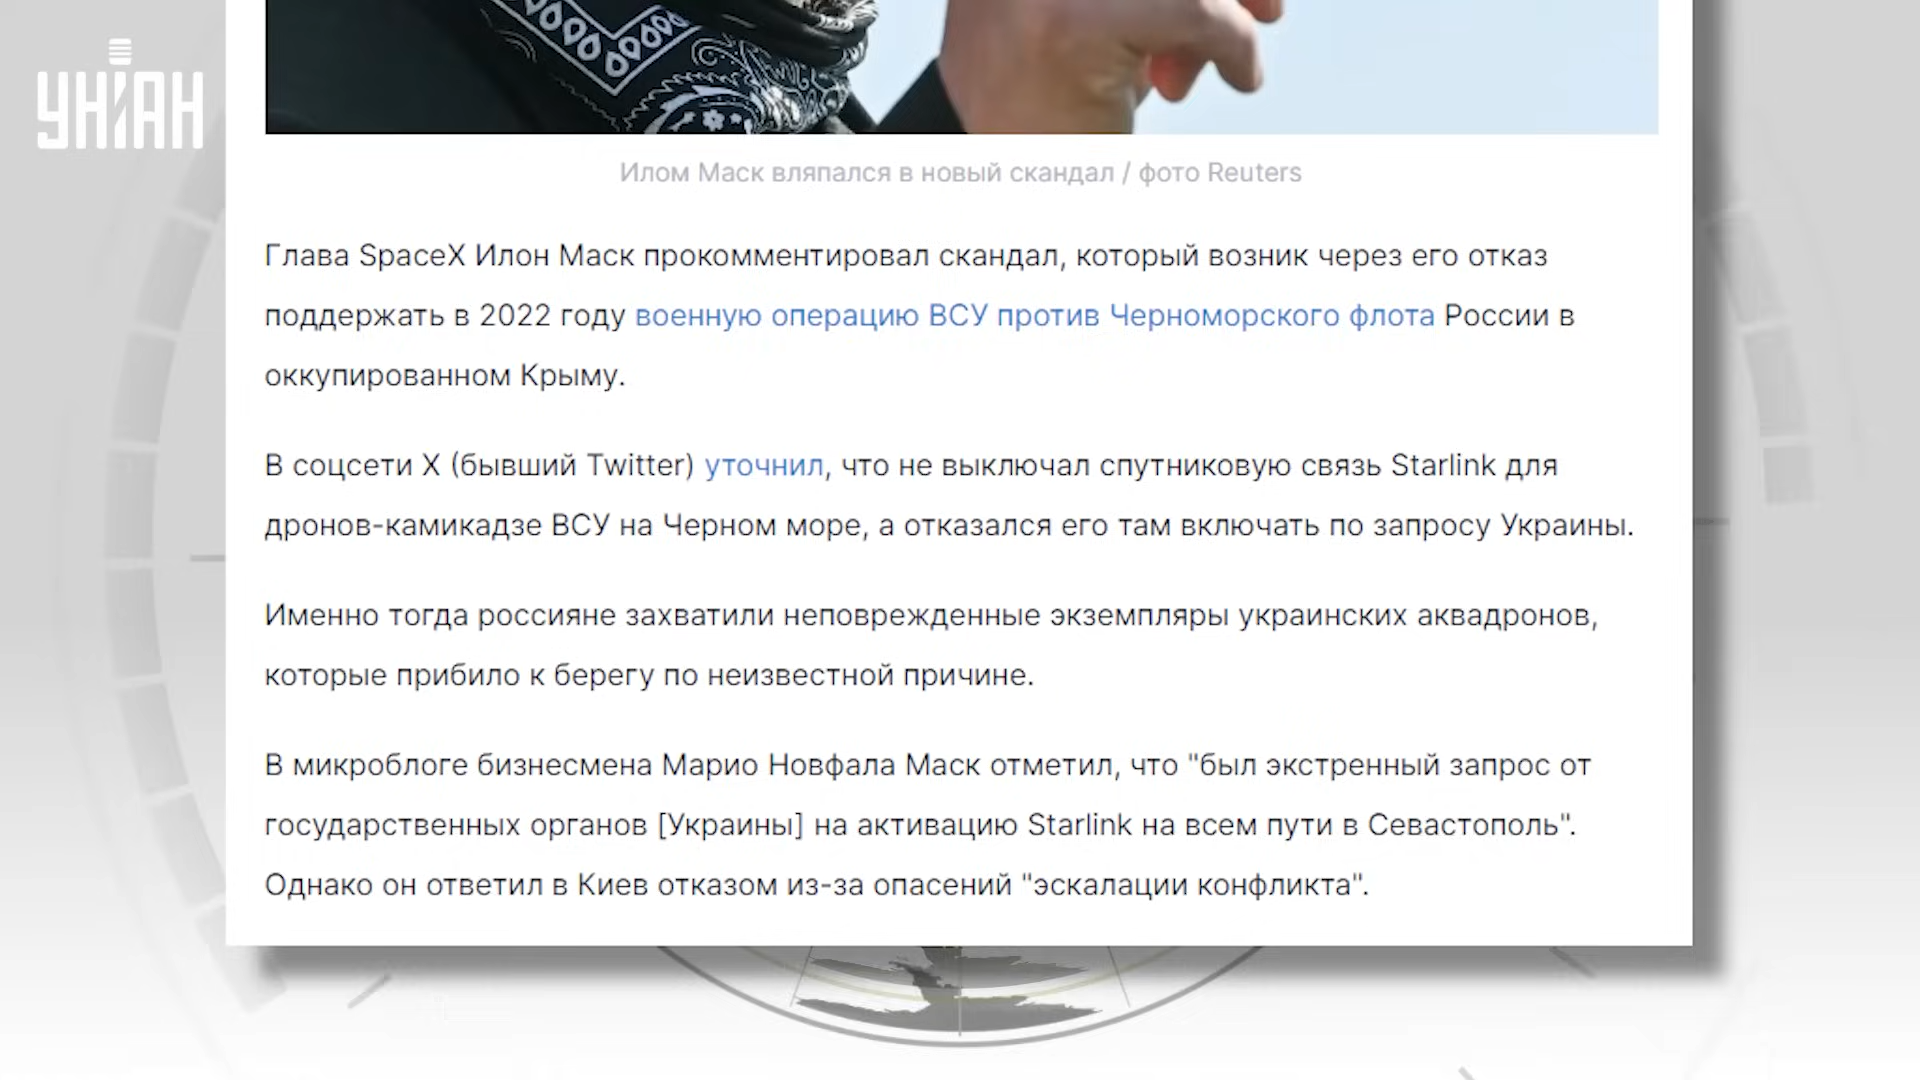 УНІАН
Илом Маск вляпался в новый скандал / фото Reuters
Глава SpaceX Илон Маск прокомментировал скандал, который возник через его отказ
поддержать в 2022 году военную операцию ВСУ против Черноморского флота России в
оккупированном Крыму.
В соцсети X (бывший Twitter) уточнил, что не выключал спутниковую связь Starlink для
дронов-камикадзе ВСУ на Черном море, а отказался его там включать по запросу Украины.
Именно тогда россияне захватили неповрежденные экземпляры украинских аквадронов,
которые прибило к берегу по неизвестной причине.
В микроблоге бизнесмена Марио Новфала Маск отметил, что "был экстренный запрос от
государственных органов [Украины] на активацию Starlink на всем пути в Севастополь".
Однако он ответил в Киев отказом из-за опасений "эскалации конфликта".